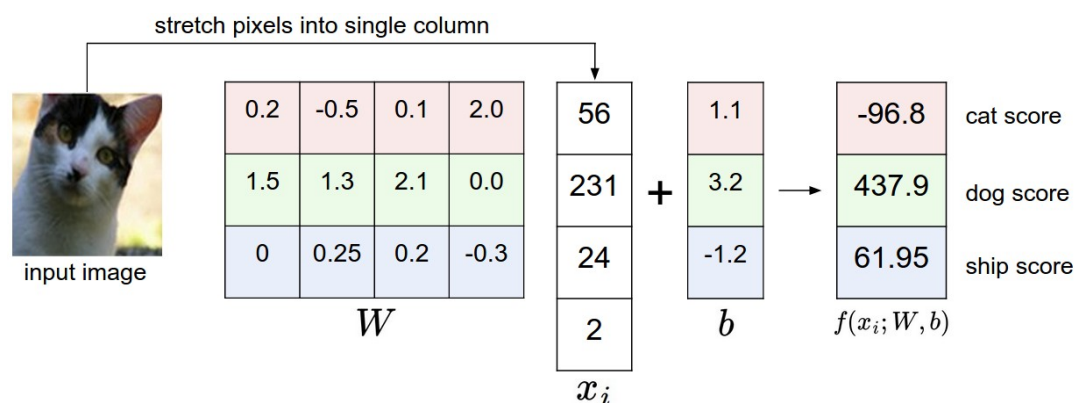 stretch pixels into single column
0.2 -0.5 0.1 2.0 56 1.1 -96.8 cat score
1.5 1.3 2.1 0.0 231 + 3.2 → 437.9 dog score
0 0.25 0.2 -0.3 24 -1.2 61.95 ship score
input image
W 2 b f(x_i; W, b)
x_i